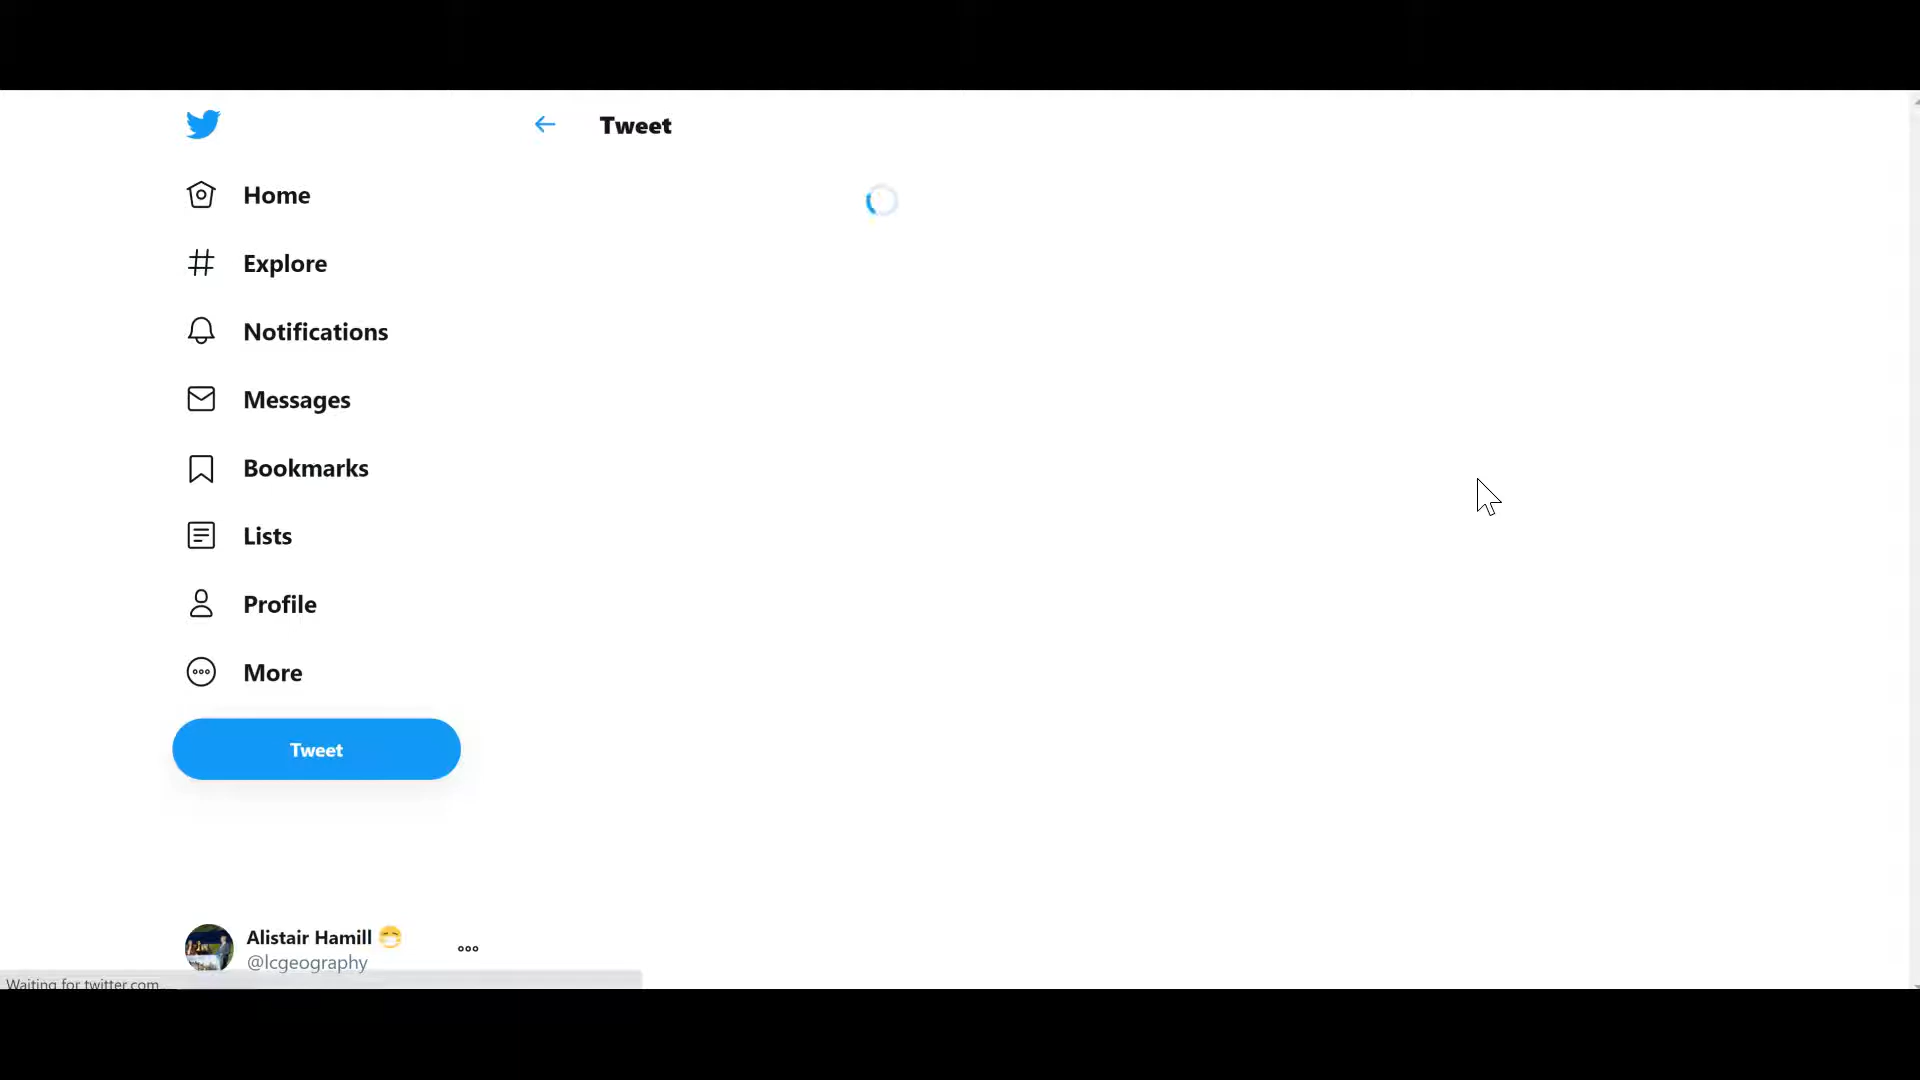 Tweet
Home
Explore
Notifications
Messages
Bookmarks
Lists
Profile
More
Tweet
Alistair Hamill
@lcgeography
Waiting for twitter.com...